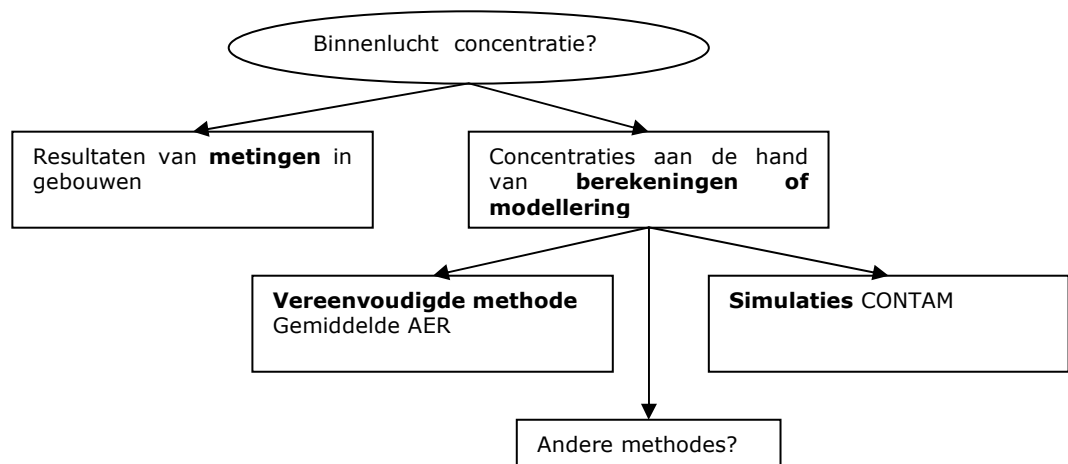 Binnenlucht concentratie?
Resultaten van metingen in
gebouwen
Concentraties aan de hand
van berekeningen of
modellering
Vereenvoudigde methode
Gemiddelde AER
Simulaties CONTAM
Andere methodes?